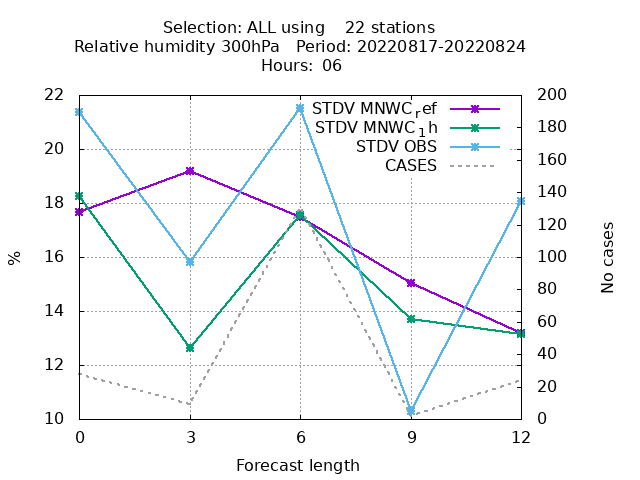 Selection: ALL using    22 stations
Relative humidity 300hPa   Period: 20220817-20220824
Hours: 06
STDV MNWC_ref
STDV MNWC_1h
STDV OBS
CASES
22
20
18
16
14
12
10
%
200
180
160
140
120
100
80
60
40
20
0
No cases
0 3 6 9 12
Forecast length